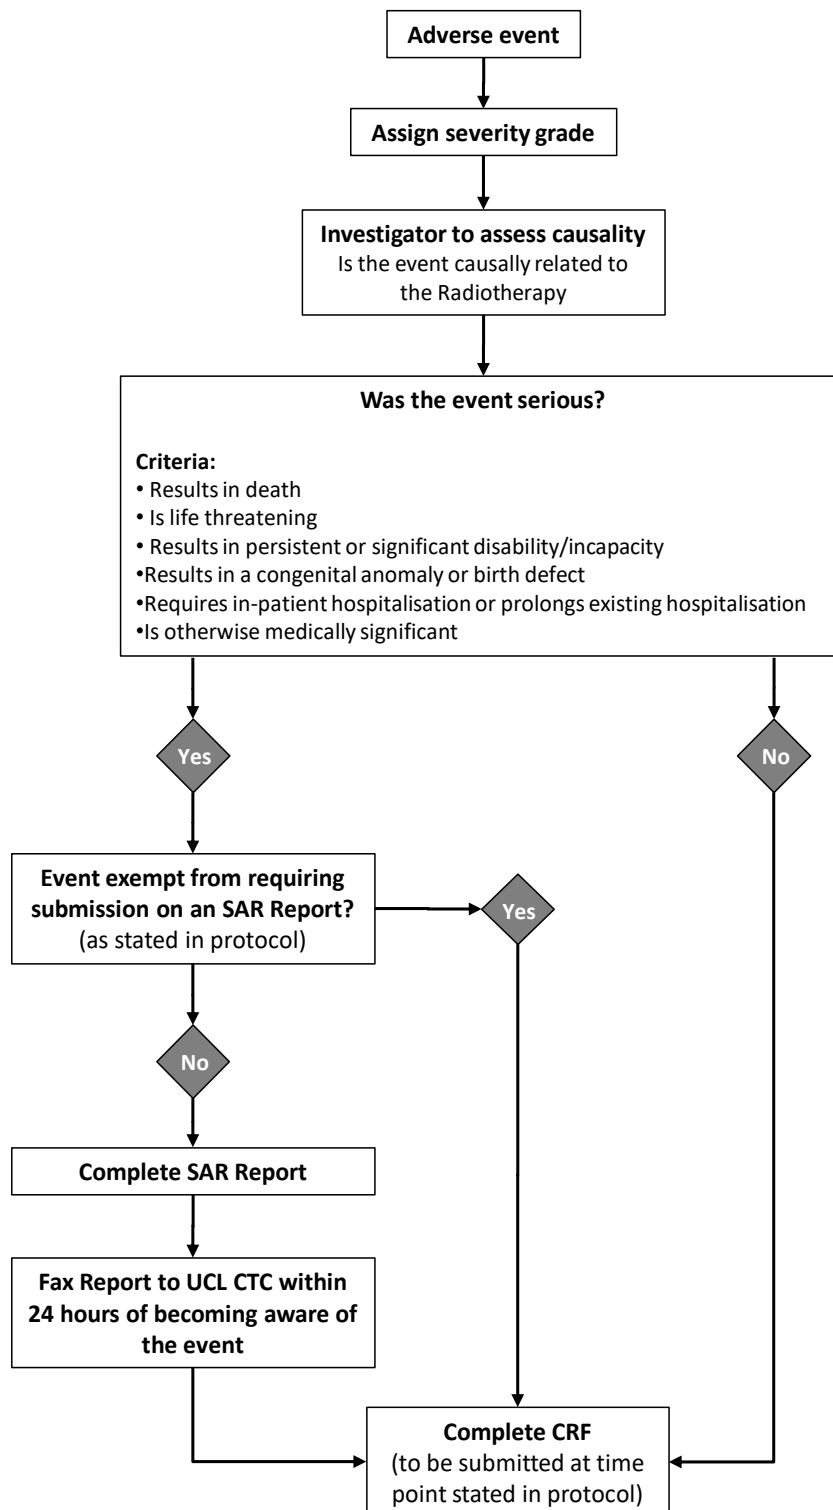 Adverse event
Assign severity grade
Investigator to assess causality
Is the event causally related to
the Radiotherapy
Was the event serious?
Criteria:
• Results in death
• Is life threatening
• Results in persistent or significant disability/incapacity
•Results in a congenital anomaly or birth defect
•Requires in-patient hospitalisation or prolongs existing hospitalisation
•Is otherwise medically significant
Yes
No
Event exempt from requiring
submission on an SAR Report?
(as stated in protocol)
Yes
No
Complete SAR Report
Fax Report to UCL CTC within
24 hours of becoming aware of
the event
Complete CRF
(to be submitted at time
point stated in protocol)